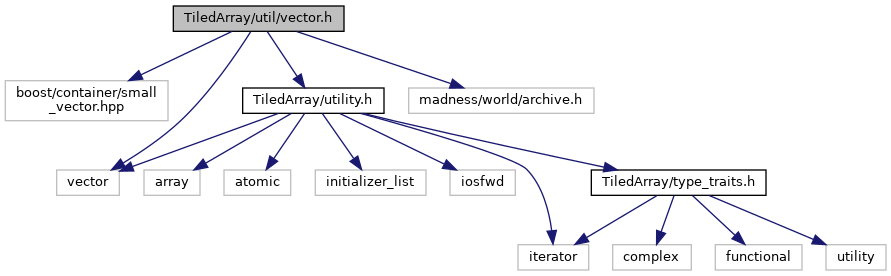 TiledArray/util/vector.h
boost/container/small
_vector.hpp
TiledArray/utility.h
madness/world/archive.h
vector
array
atomic
initializer_list
iosfwd
TiledArray/type_traits.h
iterator
complex
functional
utility